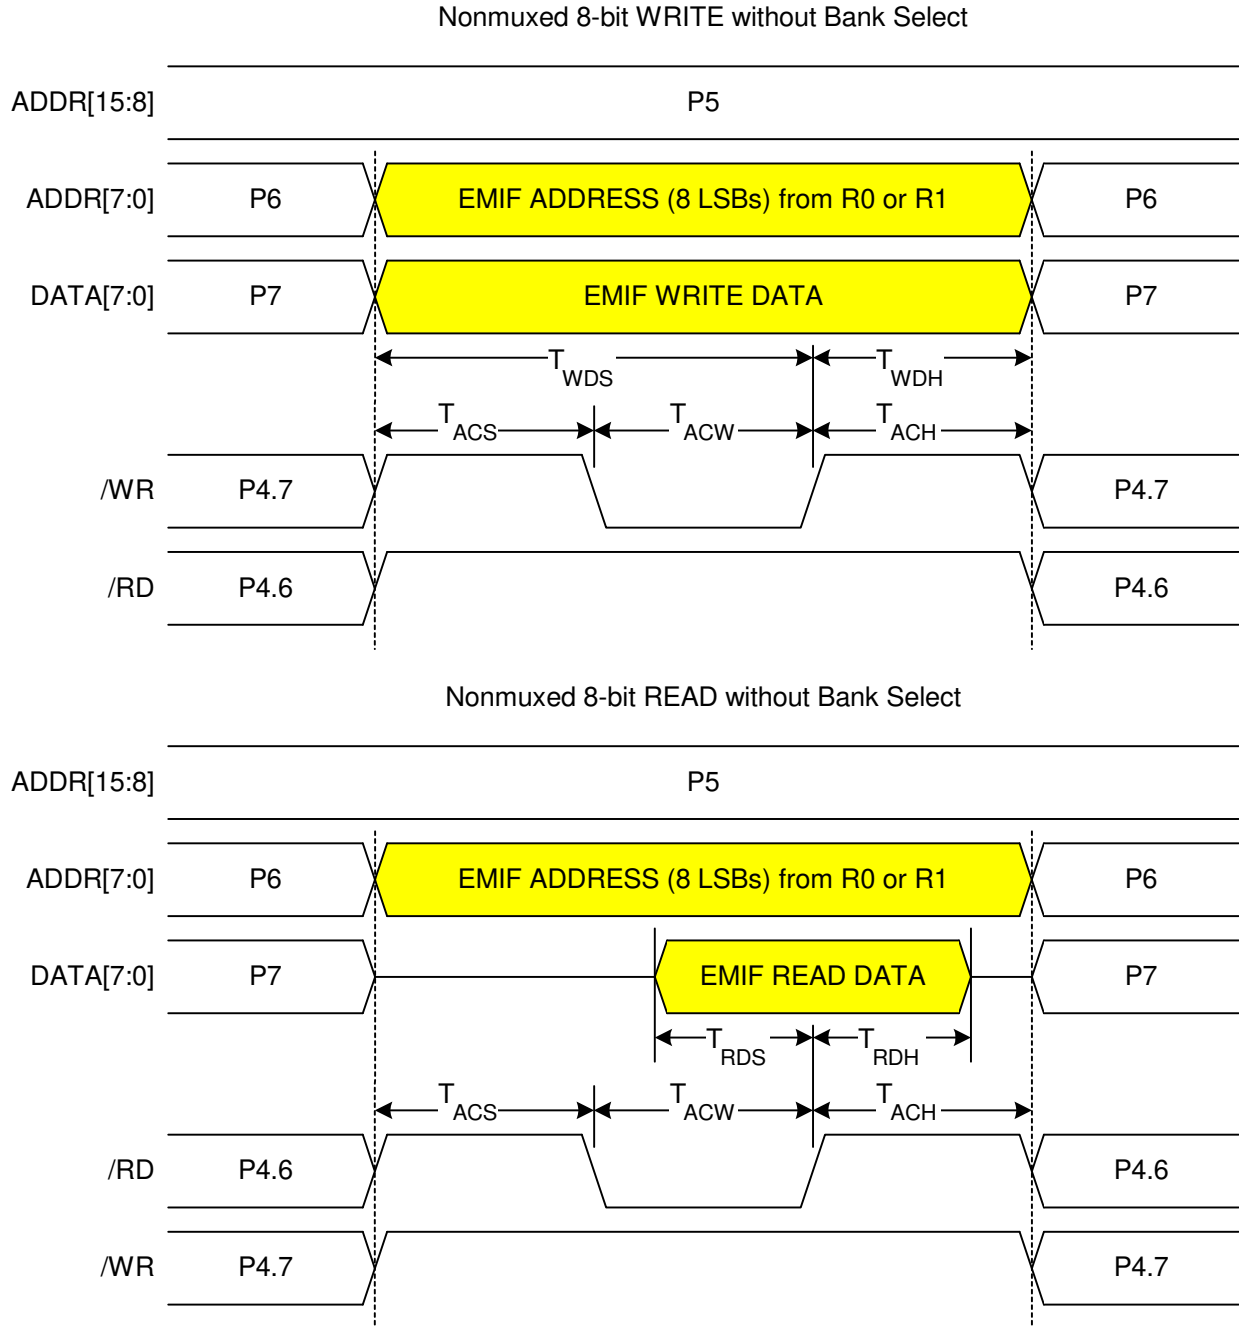 Nonmuxed 8-bit WRITE without Bank Select
ADDR[15:8] P5
ADDR[7:0] P6 EMIF ADDRESS (8 LSBs) from R0 or R1 P6
DATA[7:0] P7 EMIF WRITE DATA P7
TWDS TWDH
TACS TACW TACH
/WR P4.7 P4.7
/RD P4.6 P4.6
Nonmuxed 8-bit READ without Bank Select
ADDR[15:8] P5
ADDR[7:0] P6 EMIF ADDRESS (8 LSBs) from R0 or R1 P6
DATA[7:0] P7 EMIF READ DATA P7
TRDS TRDH
TACS TACW TACH
/RD P4.6 P4.6
/WR P4.7 P4.7